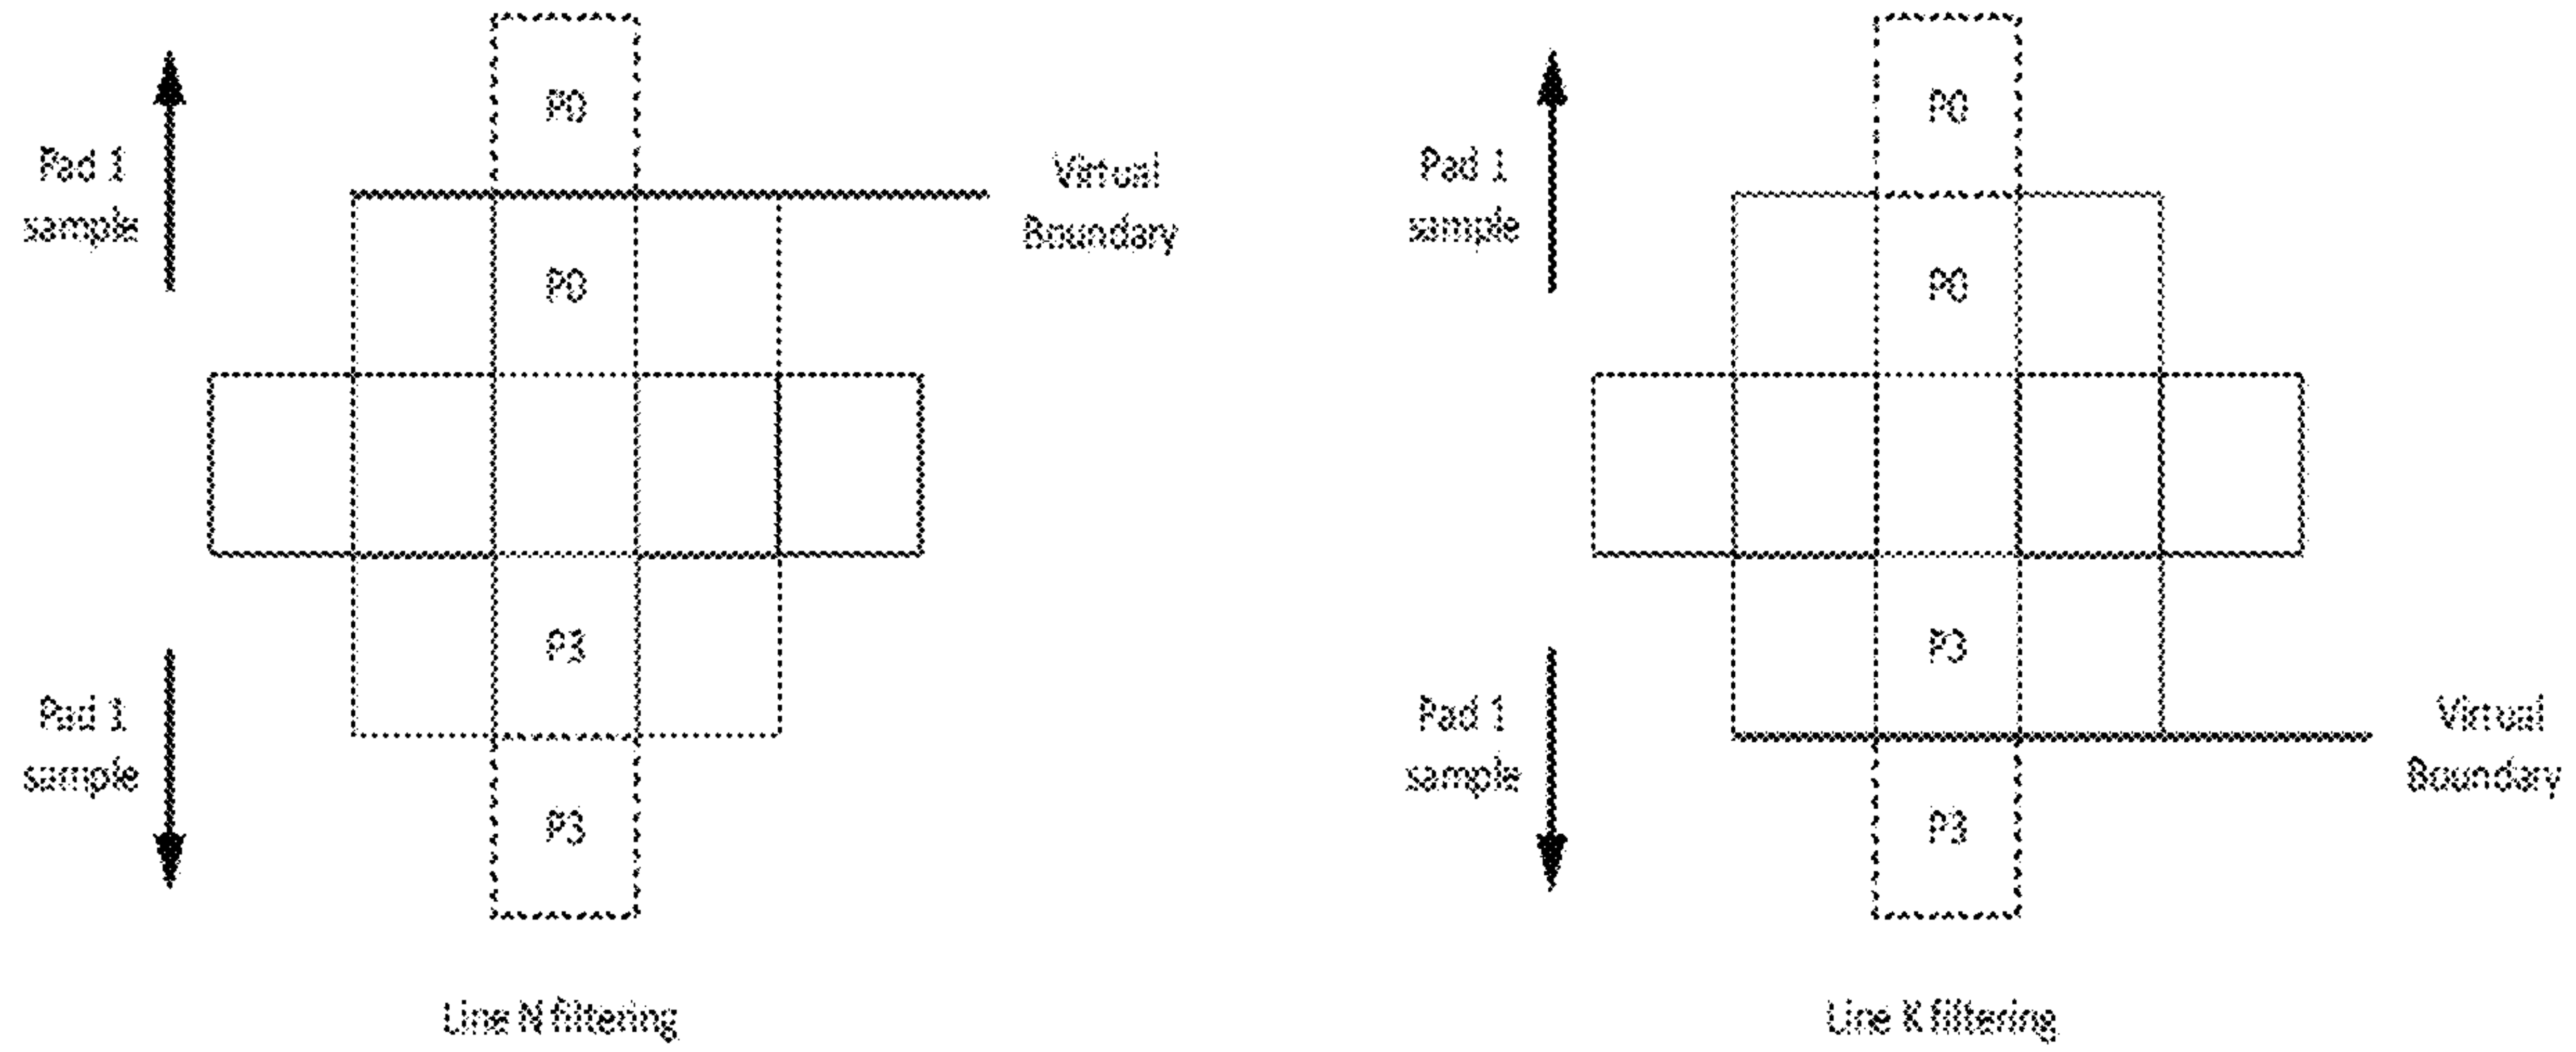 P0
Pad 1
sample
Virtual
Boundary
P0
P3
Pad 1
sample
P3
Line N filtering
P0
Pad 1
sample
P0
P3
Pad 1
sample
Virtual
Boundary
P3
Line K filtering